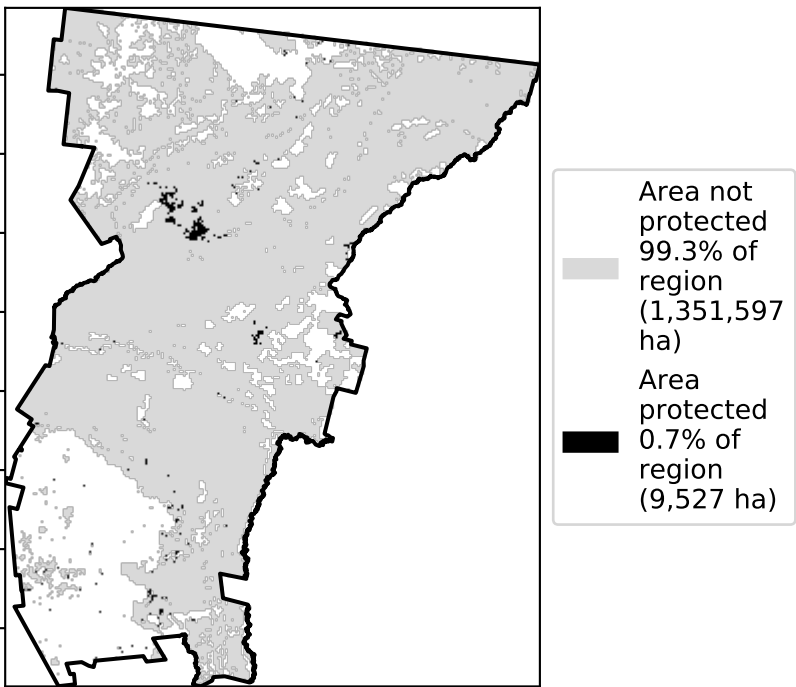 Area not
protected
99.3% of
region
(1,351,597
ha)
Area
protected
0.7% of
region
(9,527 ha)